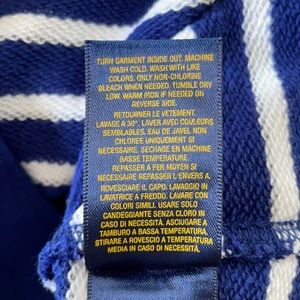 TURN GARMENT INSIDE OUT. MACHINE
WASH COLD. WASH WITH LIKE
COLORS. ONLY NON-CHLORINE
BLEACH WHEN NEEDED. TUMBLE DRY
LOW. WARM IRON IF NEEDED ON
REVERSE SIDE.
RETOURNER LE VETEMENT.
LAVAGE A 30°. LAVER AVEC COULEURS
SEMBLABLES. EAU DE JAVEL NON
CHLOREE UNIQUEMENT SI
NECESSAIRE. SECHAGE EN MACHINE
BASSE TEMPERATURE.
REPASSER A FER MOYEN SI
NECESSAIRE REPASSER A L'ENVERS.
ROVESCIARE IL CAPO. LAVAGGIO IN
LAVATRICE A FREDDO. LAVARE CON
COLORI SIMILI. USARE SOLO
CANDEGGIANTE SENZA CLORO IN
CASO DI NECESSITÀ. ASCIUGARE A
TAMBURO A BASSA TEMPERATURA.
STIRARE A ROVESCIO A TEMPERATURA
MEDIA IN CASO DI NECESSITÀ.